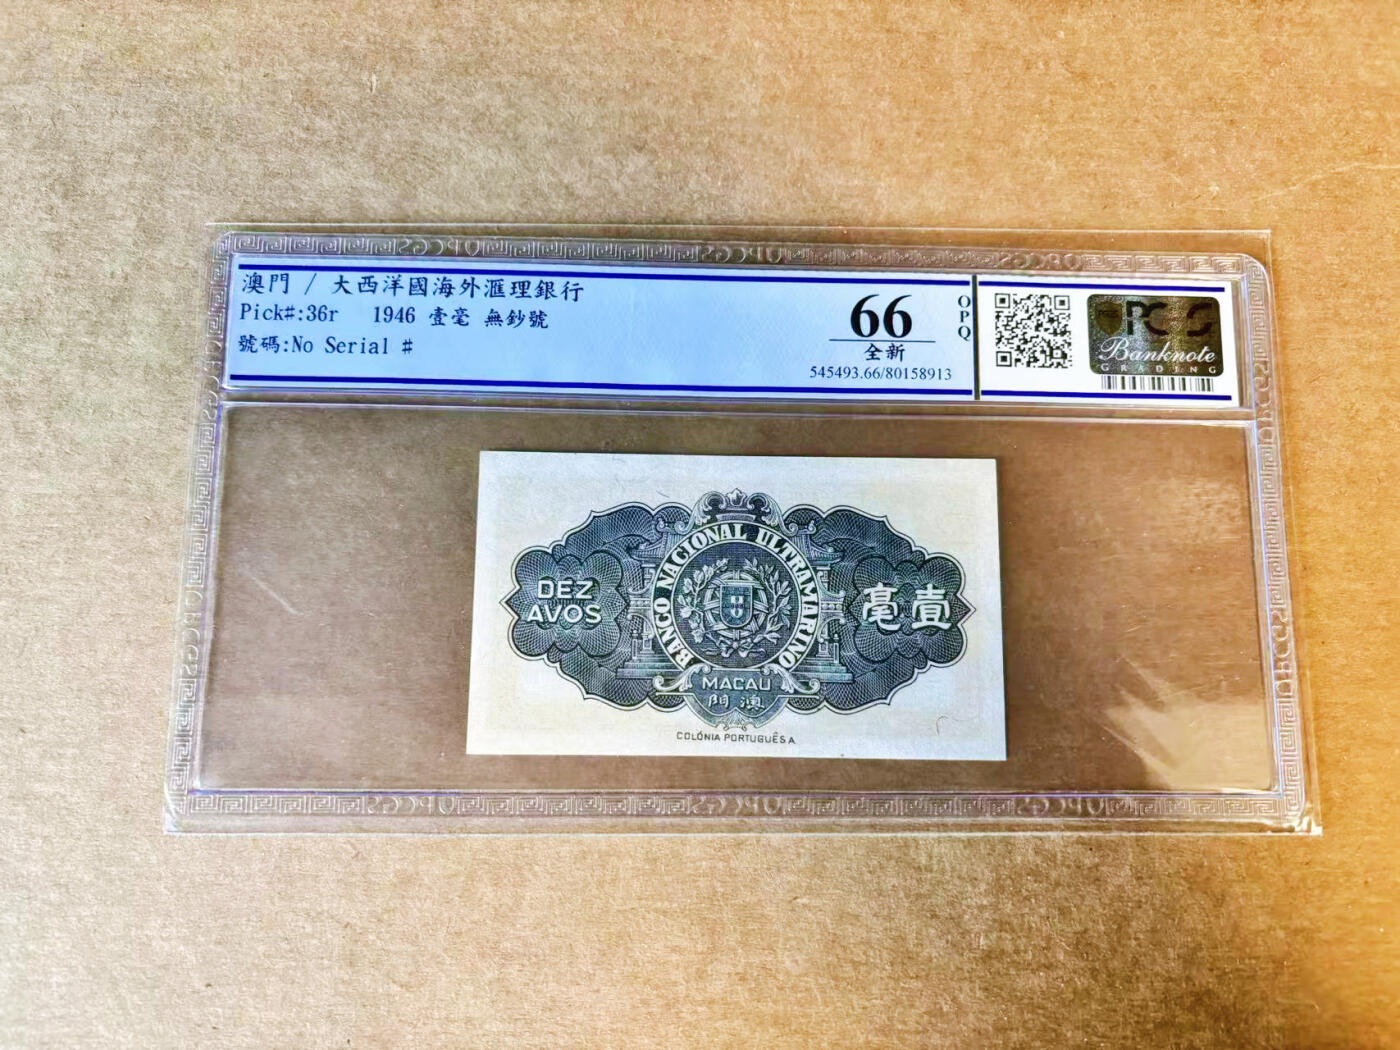 澳門 / 大西洋國海外滙理銀行
Pick#:36r 1946 壹毫 無鈔號
號碼:No Serial #
66
全新
OPQ
545493.66/80158913
PCGS
Banknote
GRADING
BANCO NACIONAL ULTRAMARINO
DEZ
AVOS
毫壹
MACAU
門澳
COLÓNIA PORTUGUÊSA